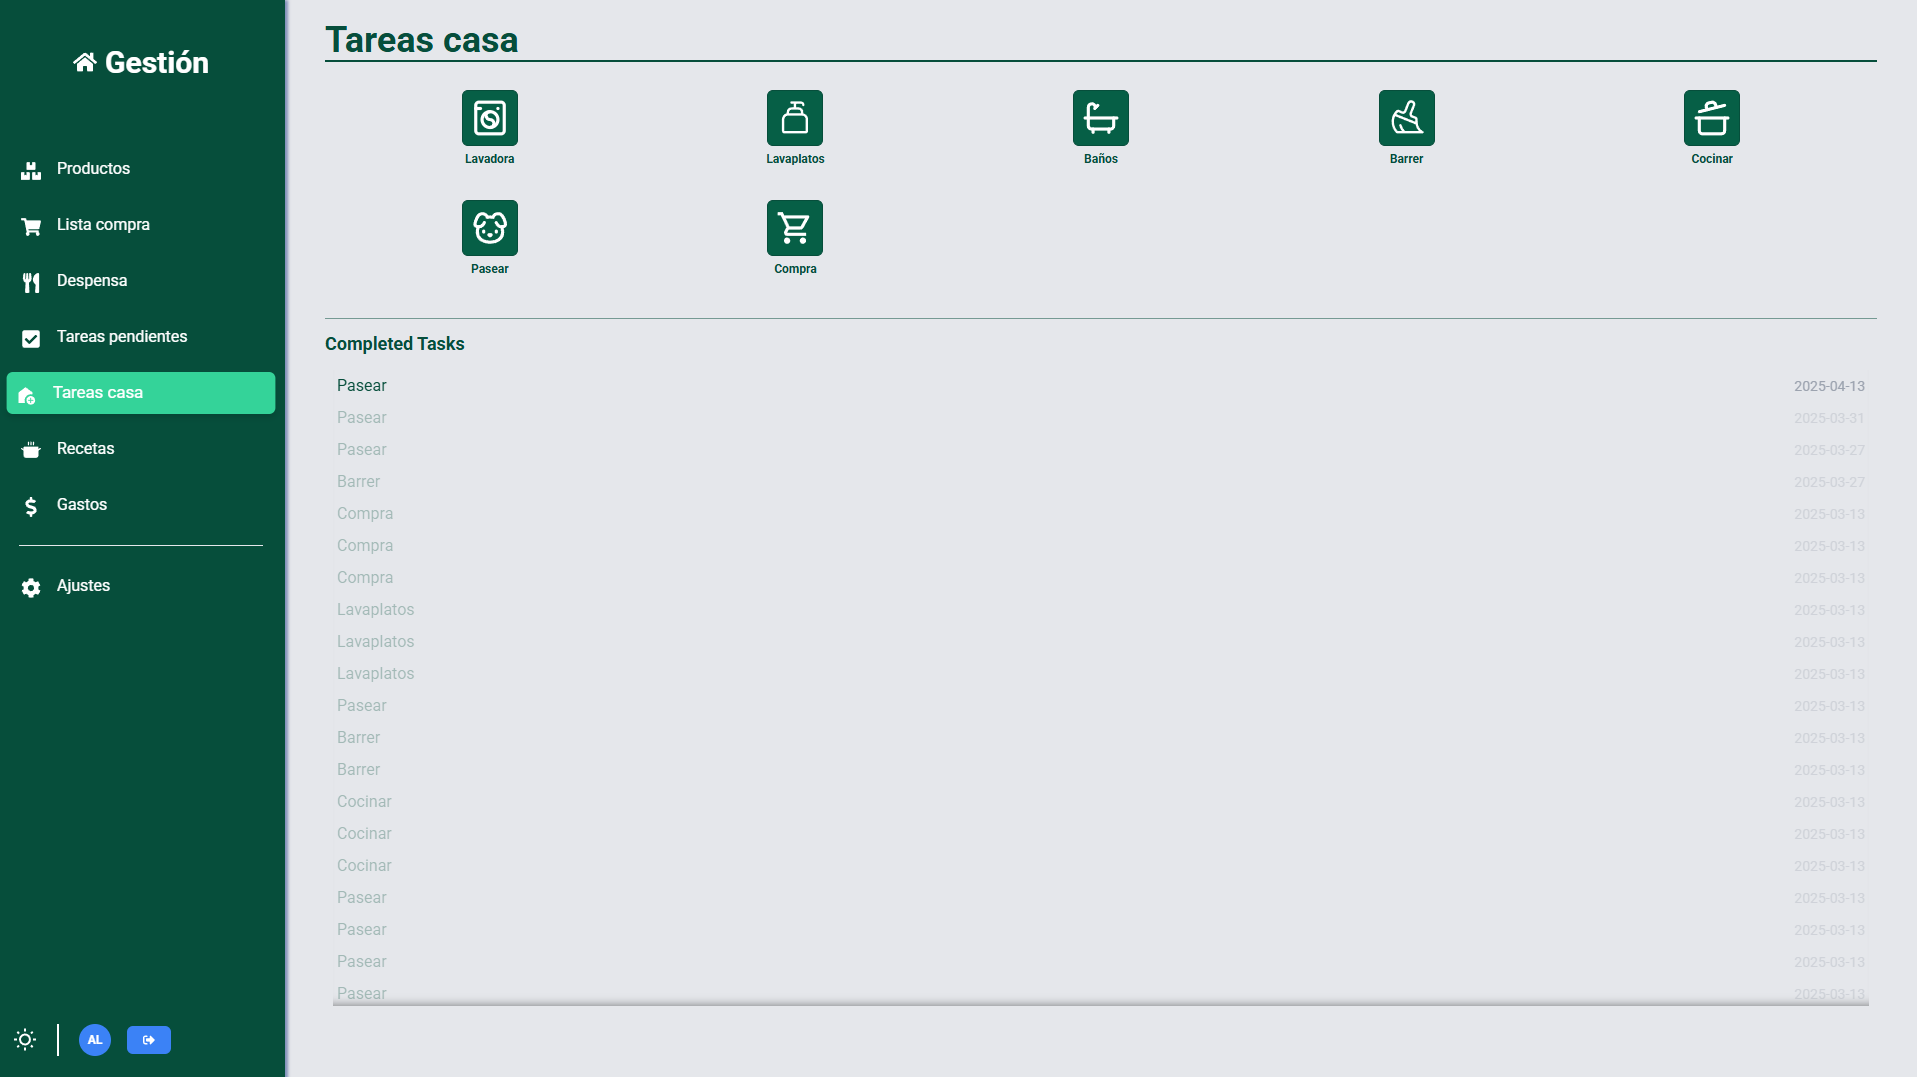 Gestión
Productos
Lista compra
Despensa
Tareas pendientes
Tareas casa
Recetas
Gastos
Ajustes
AL
Tareas casa
Lavadora
Lavaplatos
Baños
Barrer
Cocinar
Pasear
Compra
Completed Tasks
Pasear 2025-04-13
Pasear 2025-03-31
Pasear 2025-03-27
Barrer 2025-03-27
Compra 2025-03-13
Compra 2025-03-13
Compra 2025-03-13
Lavaplatos 2025-03-13
Lavaplatos 2025-03-13
Lavaplatos 2025-03-13
Pasear 2025-03-13
Barrer 2025-03-13
Barrer 2025-03-13
Cocinar 2025-03-13
Cocinar 2025-03-13
Cocinar 2025-03-13
Pasear 2025-03-13
Pasear 2025-03-13
Pasear 2025-03-13
Pasear 2025-03-13